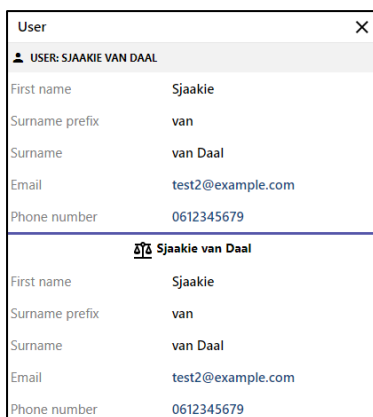 User
USER: SJAAKIE VAN DAAL
First name Sjaakie
Surname prefix van
Surname van Daal
Email test2@example.com
Phone number 0612345679
Sjaakie van Daal
First name Sjaakie
Surname prefix van
Surname van Daal
Email test2@example.com
Phone number 0612345679